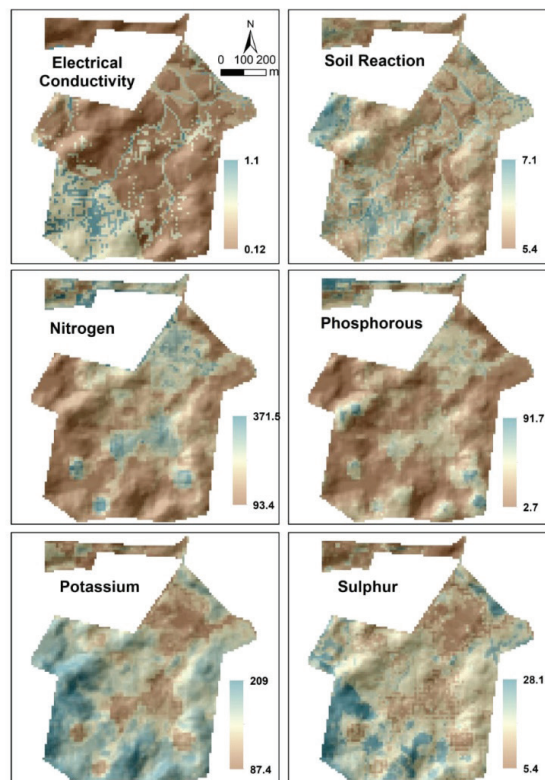 Electrical
Conductivity
N
0 100 200
m
1.1
0.12
Soil Reaction
7.1
5.4
Nitrogen
371.5
93.4
Phosphorous
91.7
2.7
Potassium
209
87.4
Sulphur
28.1
5.4